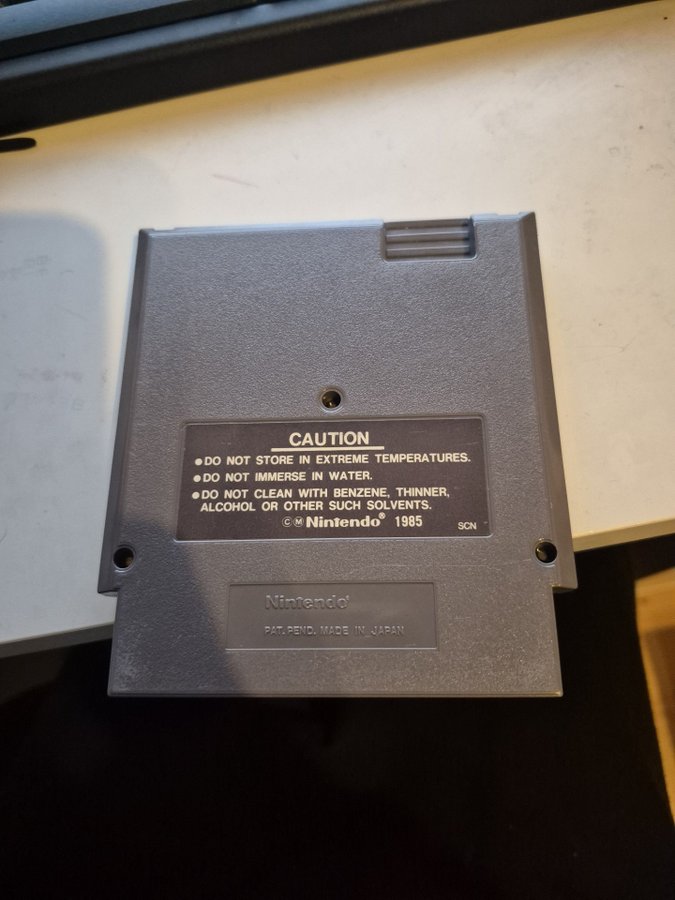 CAUTION
●DO NOT STORE IN EXTREME TEMPERATURES.
●DO NOT IMMERSE IN WATER.
●DO NOT CLEAN WITH BENZENE, THINNER,
ALCOHOL OR OTHER SUCH SOLVENTS.
ⒸⓂNintendo® 1985 SCN
Nintendo®
PAT. PEND. MADE IN JAPAN